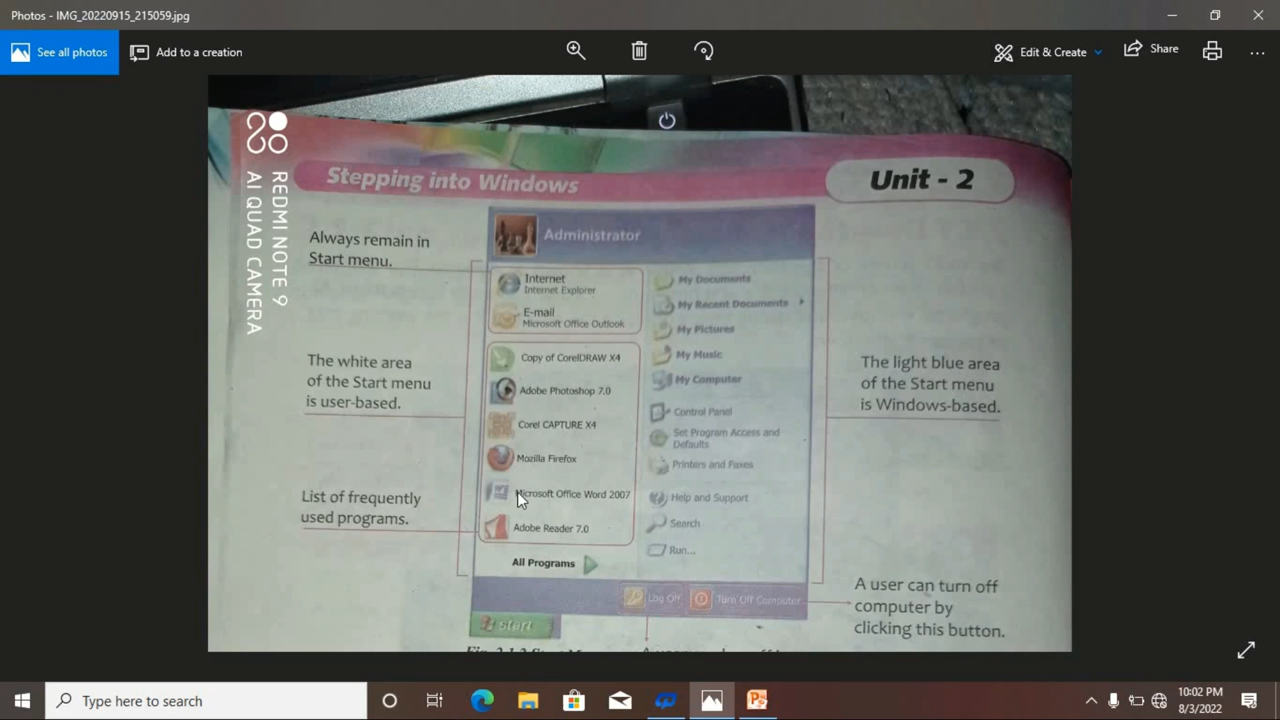 Photos - IMG_20220915_215059.jpg
See all photos
Add to a creation
Edit & Create
Share
REDMI NOTE 9
AI QUAD CAMERA
Stepping into Windows
Unit - 2
Always remain in
Start menu.
The white area
of the Start menu
is user-based.
List of frequently
used programs.
Administrator
Internet
Internet Explorer
E-mail
Microsoft Office Outlook
Copy of CorelDRAW X4
Adobe Photoshop 7.0
Corel CAPTURE X4
Mozilla Firefox
Microsoft Office Word 2007
Adobe Reader 7.0
All Programs
My Documents
My Recent Documents
My Pictures
My Music
My Computer
Control Panel
Set Program Access and
Defaults
Printers and Faxes
Help and Support
Search
Run...
Log Off
Turn Off Computer
start
The light blue area
of the Start menu
is Windows-based.
A user can turn off
computer by
clicking this button.
Type here to search
10:02 PM
8/3/2022